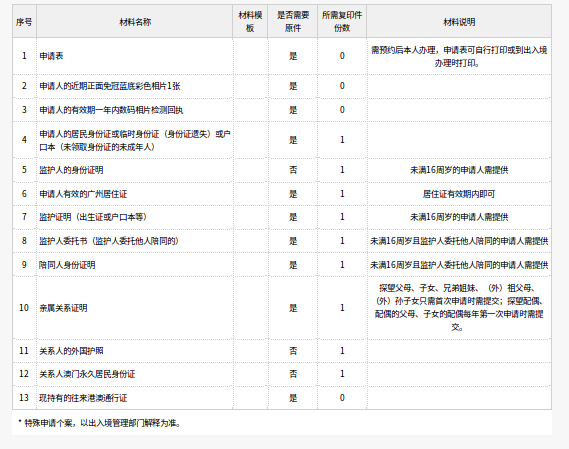 序号 材料名称 材料模板 是否需要原件 所需复印件份数 材料说明
1 申请表 是 0 需预约后本人办理，申请表可自行打印或到出入境办理时打印。
2 申请人的近期正面免冠蓝底彩色相片1张 是 0
3 申请人的有效期一年内数码相片检测回执 是 0
4 申请人的居民身份证或临时身份证（身份证遗失）或户口本（未领取身份证的未成年人） 是 1
5 监护人的身份证明 否 1 未满16周岁的申请人需提供
6 申请人有效的广州居住证 是 1 居住证有效期内即可
7 监护证明（出生证或户口本等） 是 1 未满16周岁的申请人需提供
8 监护人委托书（监护人委托他人陪同的） 是 1 未满16周岁且监护人委托他人陪同的申请人需提供
9 陪同人身份证明 是 1 未满16周岁且监护人委托他人陪同的申请人需提供
10 亲属关系证明 是 1 探望父母、子女、兄弟姐妹、（外）祖父母、（外）孙子女只需首次申请时需提交；探望配偶、配偶的父母、子女的配偶每年第一次申请时需提交。
11 关系人的外国护照 否 1
12 关系人澳门永久居民身份证 否 1
13 现持有的往来港澳通行证 是 0
* 特殊申请个案，以出入境管理部门解释为准。